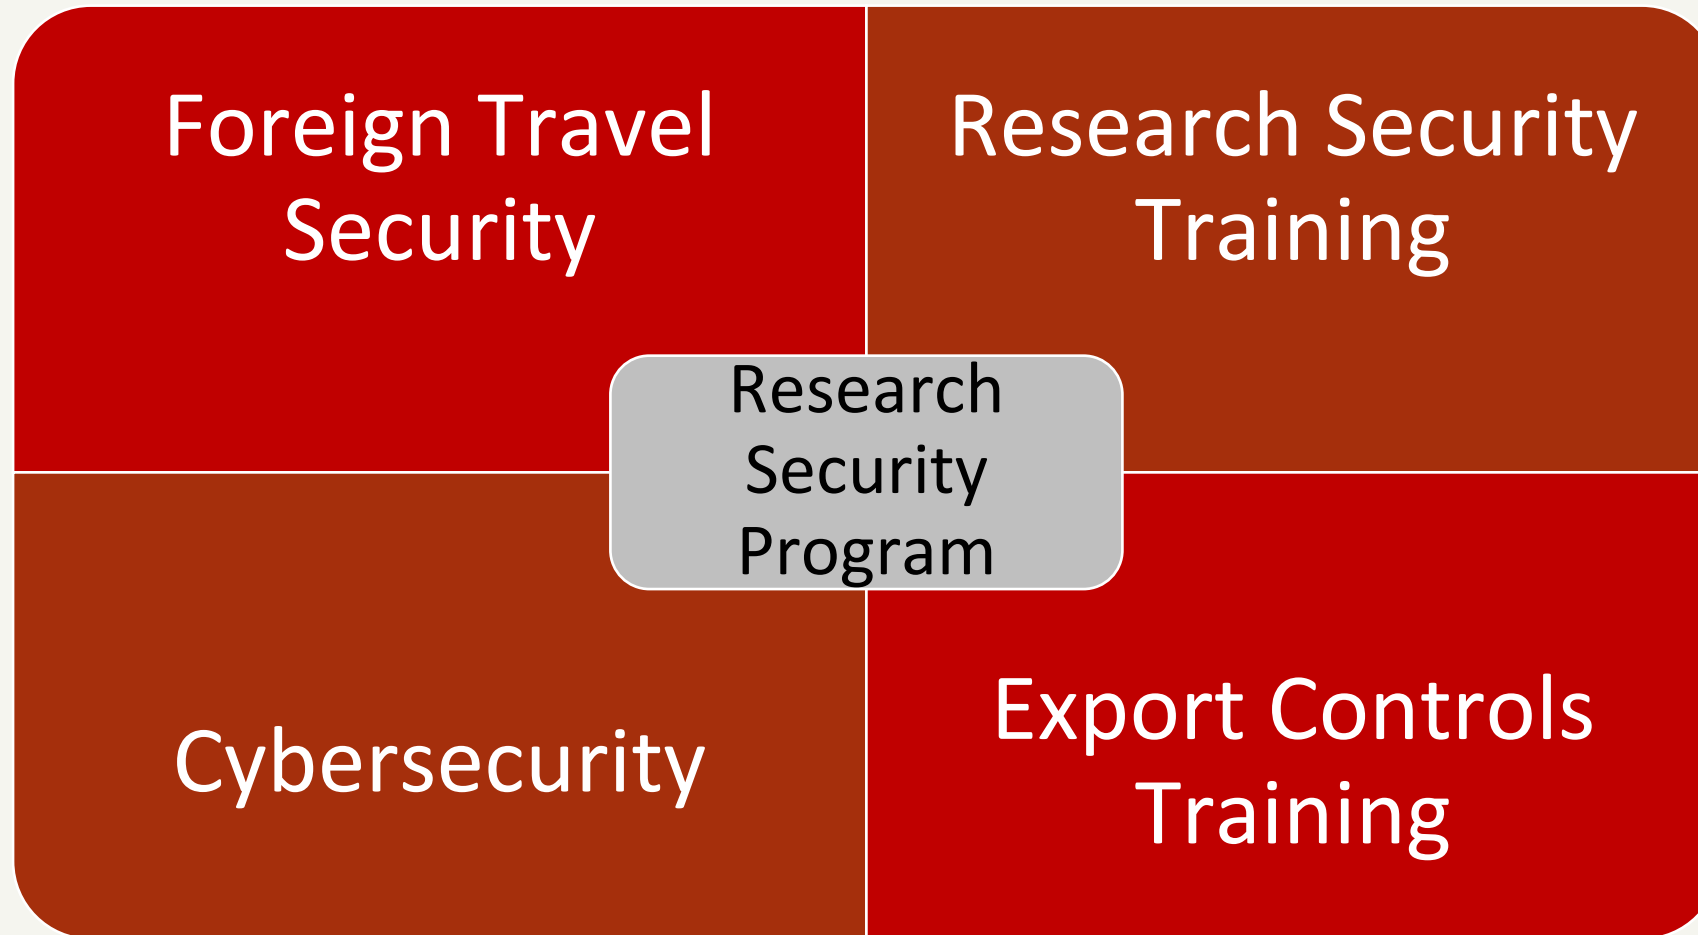 Foreign Travel
Security
Research Security
Training
Research
Security
Program
Cybersecurity
Export Controls
Training